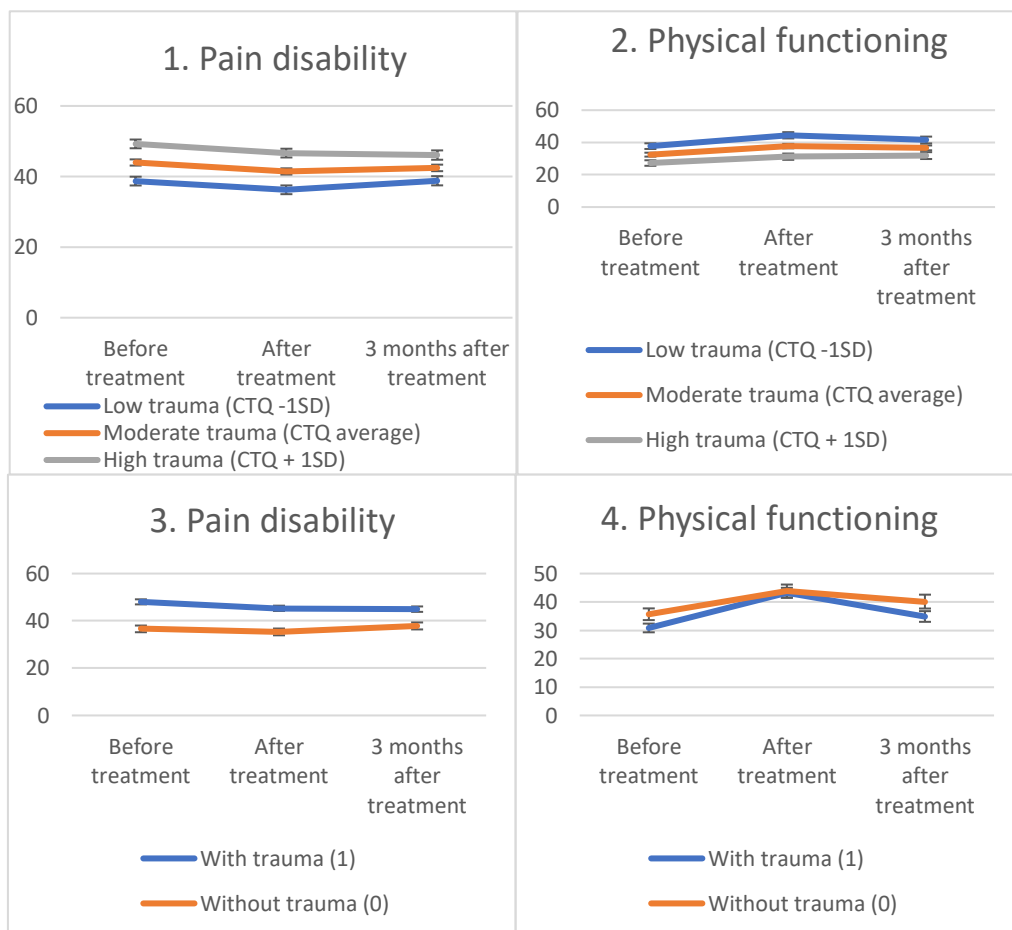 1. Pain disability
60
40
20
0
Before treatment
After treatment
3 months after treatment
Low trauma (CTQ -1SD)
Moderate trauma (CTQ average)
High trauma (CTQ + 1SD)
2. Physical functioning
60
40
20
0
Before treatment
After treatment
3 months after treatment
Low trauma (CTQ -1SD)
Moderate trauma (CTQ average)
High trauma (CTQ + 1SD)
3. Pain disability
60
40
20
0
Before treatment
After treatment
3 months after treatment
With trauma (1)
Without trauma (0)
4. Physical functioning
50
40
30
20
10
0
Before treatment
After treatment
3 months after treatment
With trauma (1)
Without trauma (0)